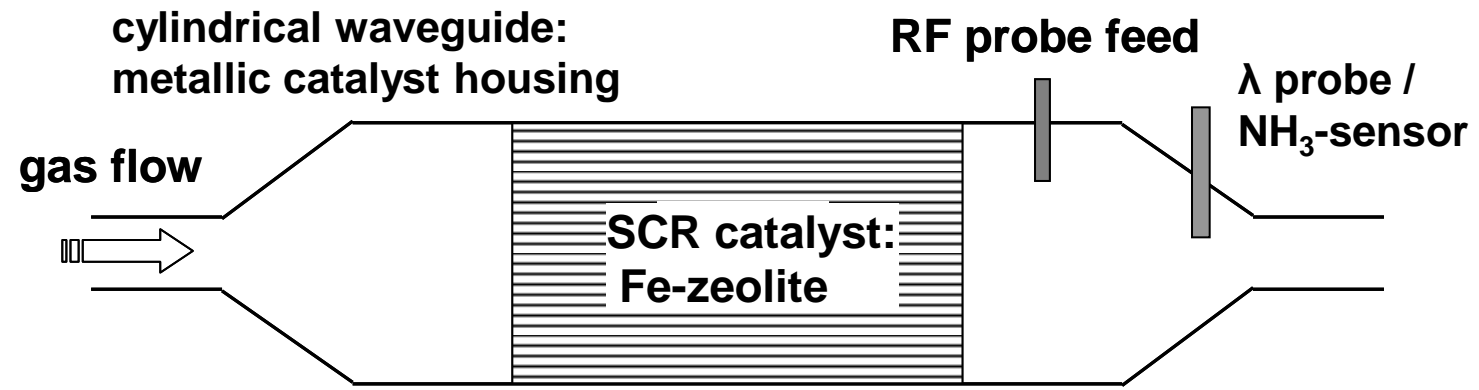 cylindrical waveguide:
metallic catalyst housing
RF probe feed
λ probe /
NH₃-sensor
gas flow
SCR catalyst:
Fe-zeolite